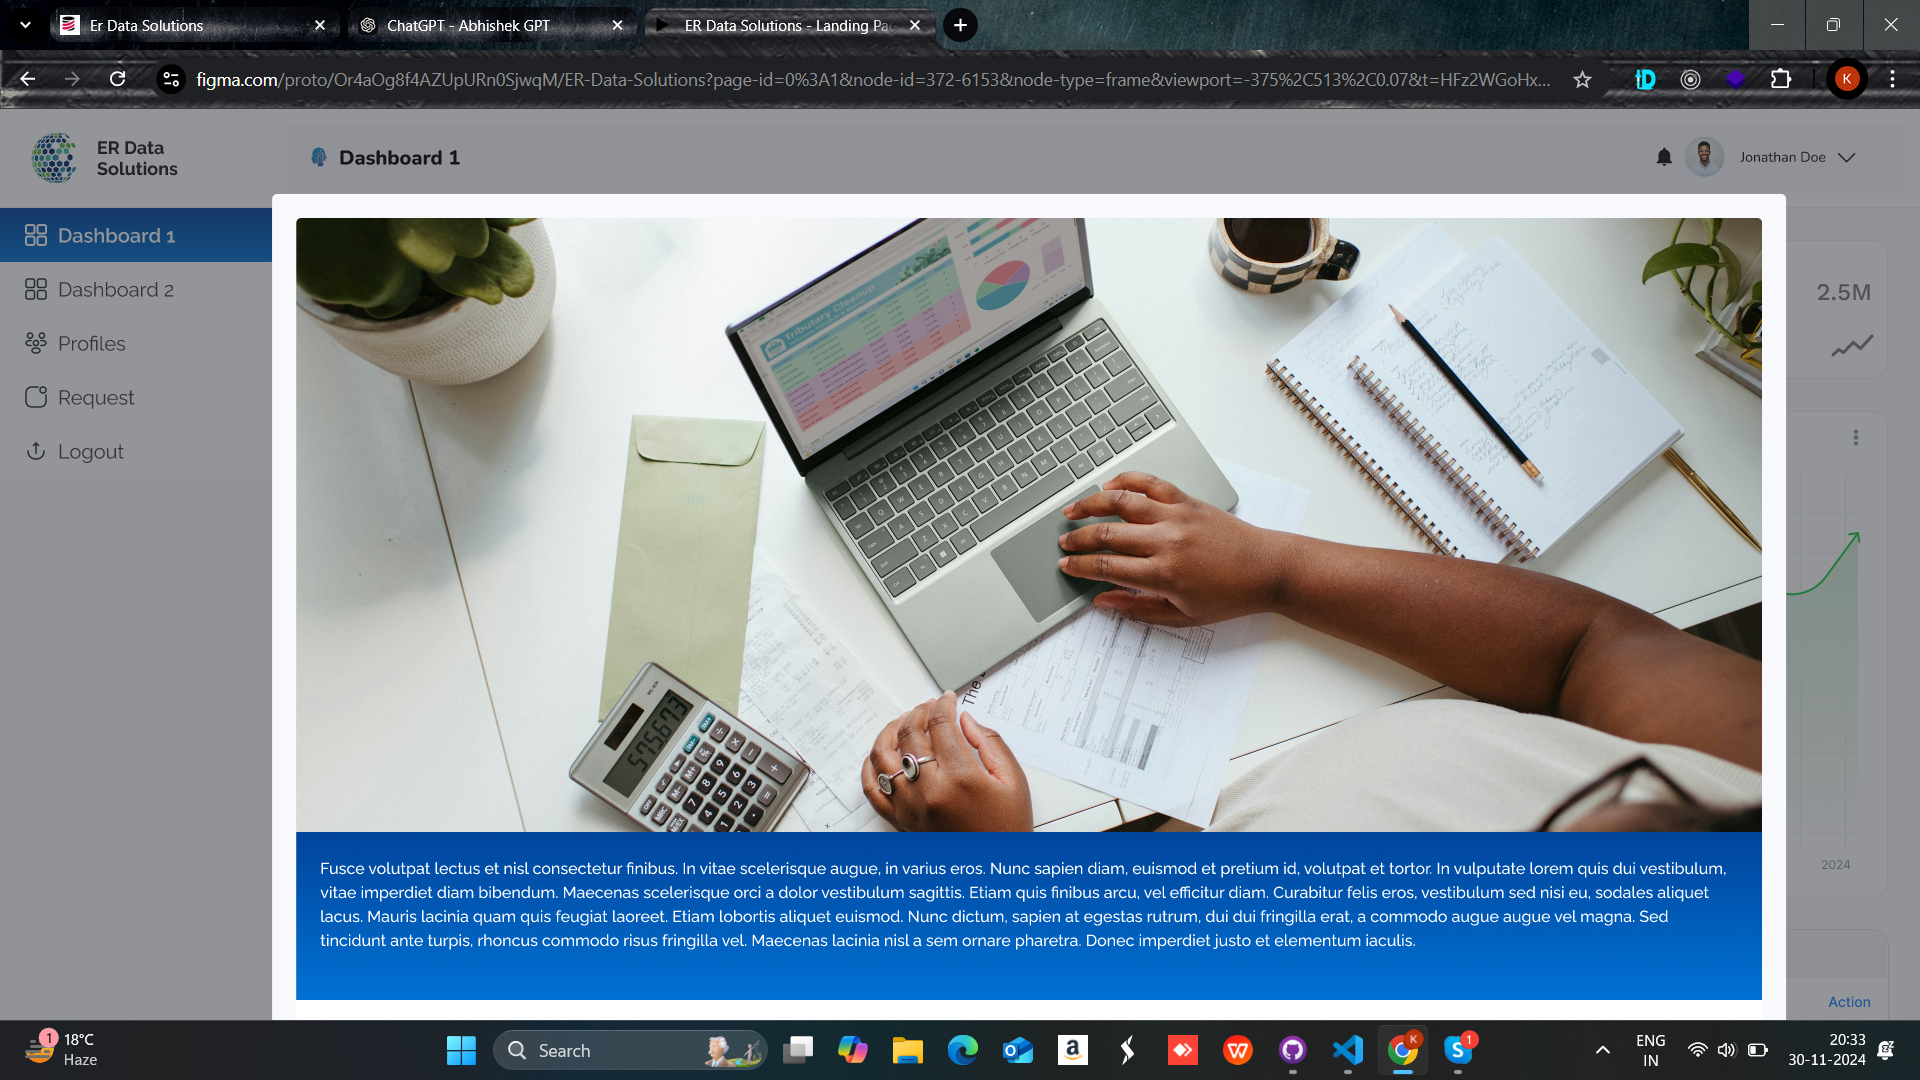 Er Data Solutions
ChatGPT - Abhishek GPT
ER Data Solutions - Landing Pac
figma.com/proto/Or4aOg8f4AZUpURn0SjwqM/ER-Data-Solutions?page-id=0%3A1&node-id=372-6153&node-type=frame&viewport=-375%2C513%2C0.07&t=HFz2WGoHx...
K
ER Data
Solutions
Dashboard 1
Jonathan Doe
Dashboard 1
Dashboard 2
Profiles
Request
Logout
2.5M
Tributary Cleanup
The
575,673
2024
Fusce volutpat lectus et nisl consectetur finibus. In vitae scelerisque augue, in varius eros. Nunc sapien diam, euismod et pretium id, volutpat et tortor. In vulputate lorem quis dui vestibulum,
vitae imperdiet diam bibendum. Maecenas scelerisque orci a dolor vestibulum sagittis. Etiam quis finibus arcu, vel efficitur diam. Curabitur felis eros, vestibulum sed nisi eu, sodales aliquet
lacus. Mauris lacinia quam quis feugiat laoreet. Etiam lobortis aliquet euismod. Nunc dictum, sapien at egestas rutrum, dui dui fringilla erat, a commodo augue augue vel magna. Sed
tincidunt ante turpis, rhoncus commodo risus fringilla vel. Maecenas lacinia nisl a sem ornare pharetra. Donec imperdiet justo et elementum iaculis.
Action
1
18°C
Haze
Search
K
1
ENG
IN
20:33
30-11-2024